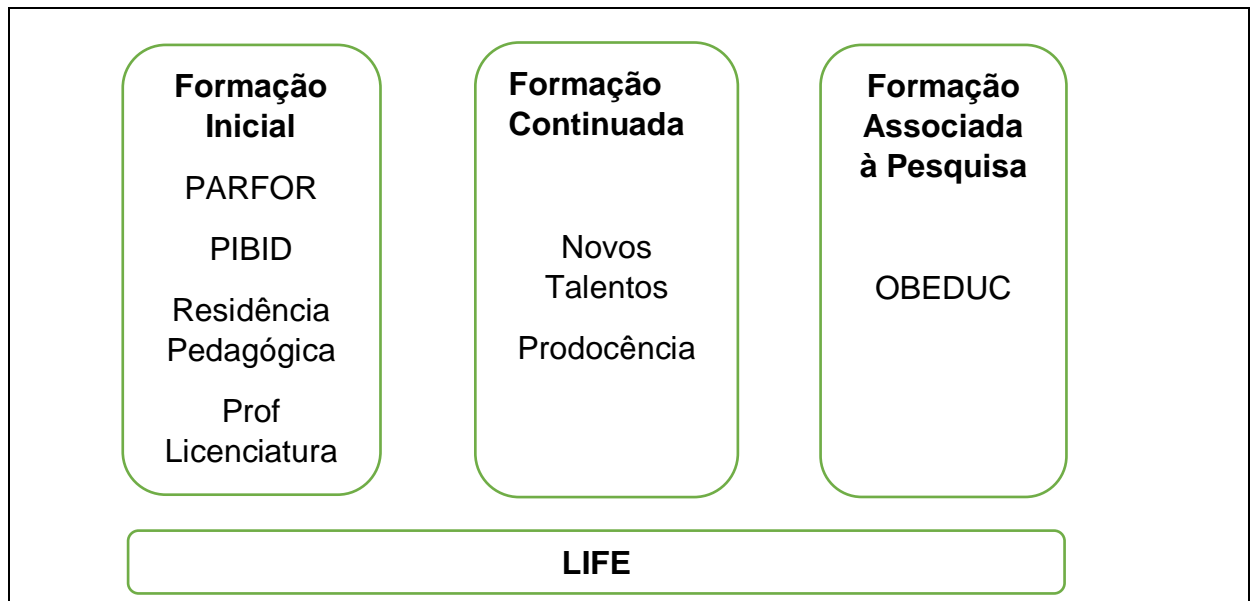 Formação
Inicial
PARFOR
PIBID
Residência
Pedagógica
Prof
Licenciatura
Formação
Continuada
Novos
Talentos
Prodocência
Formação
Associada
à Pesquisa
OBEDUC
LIFE